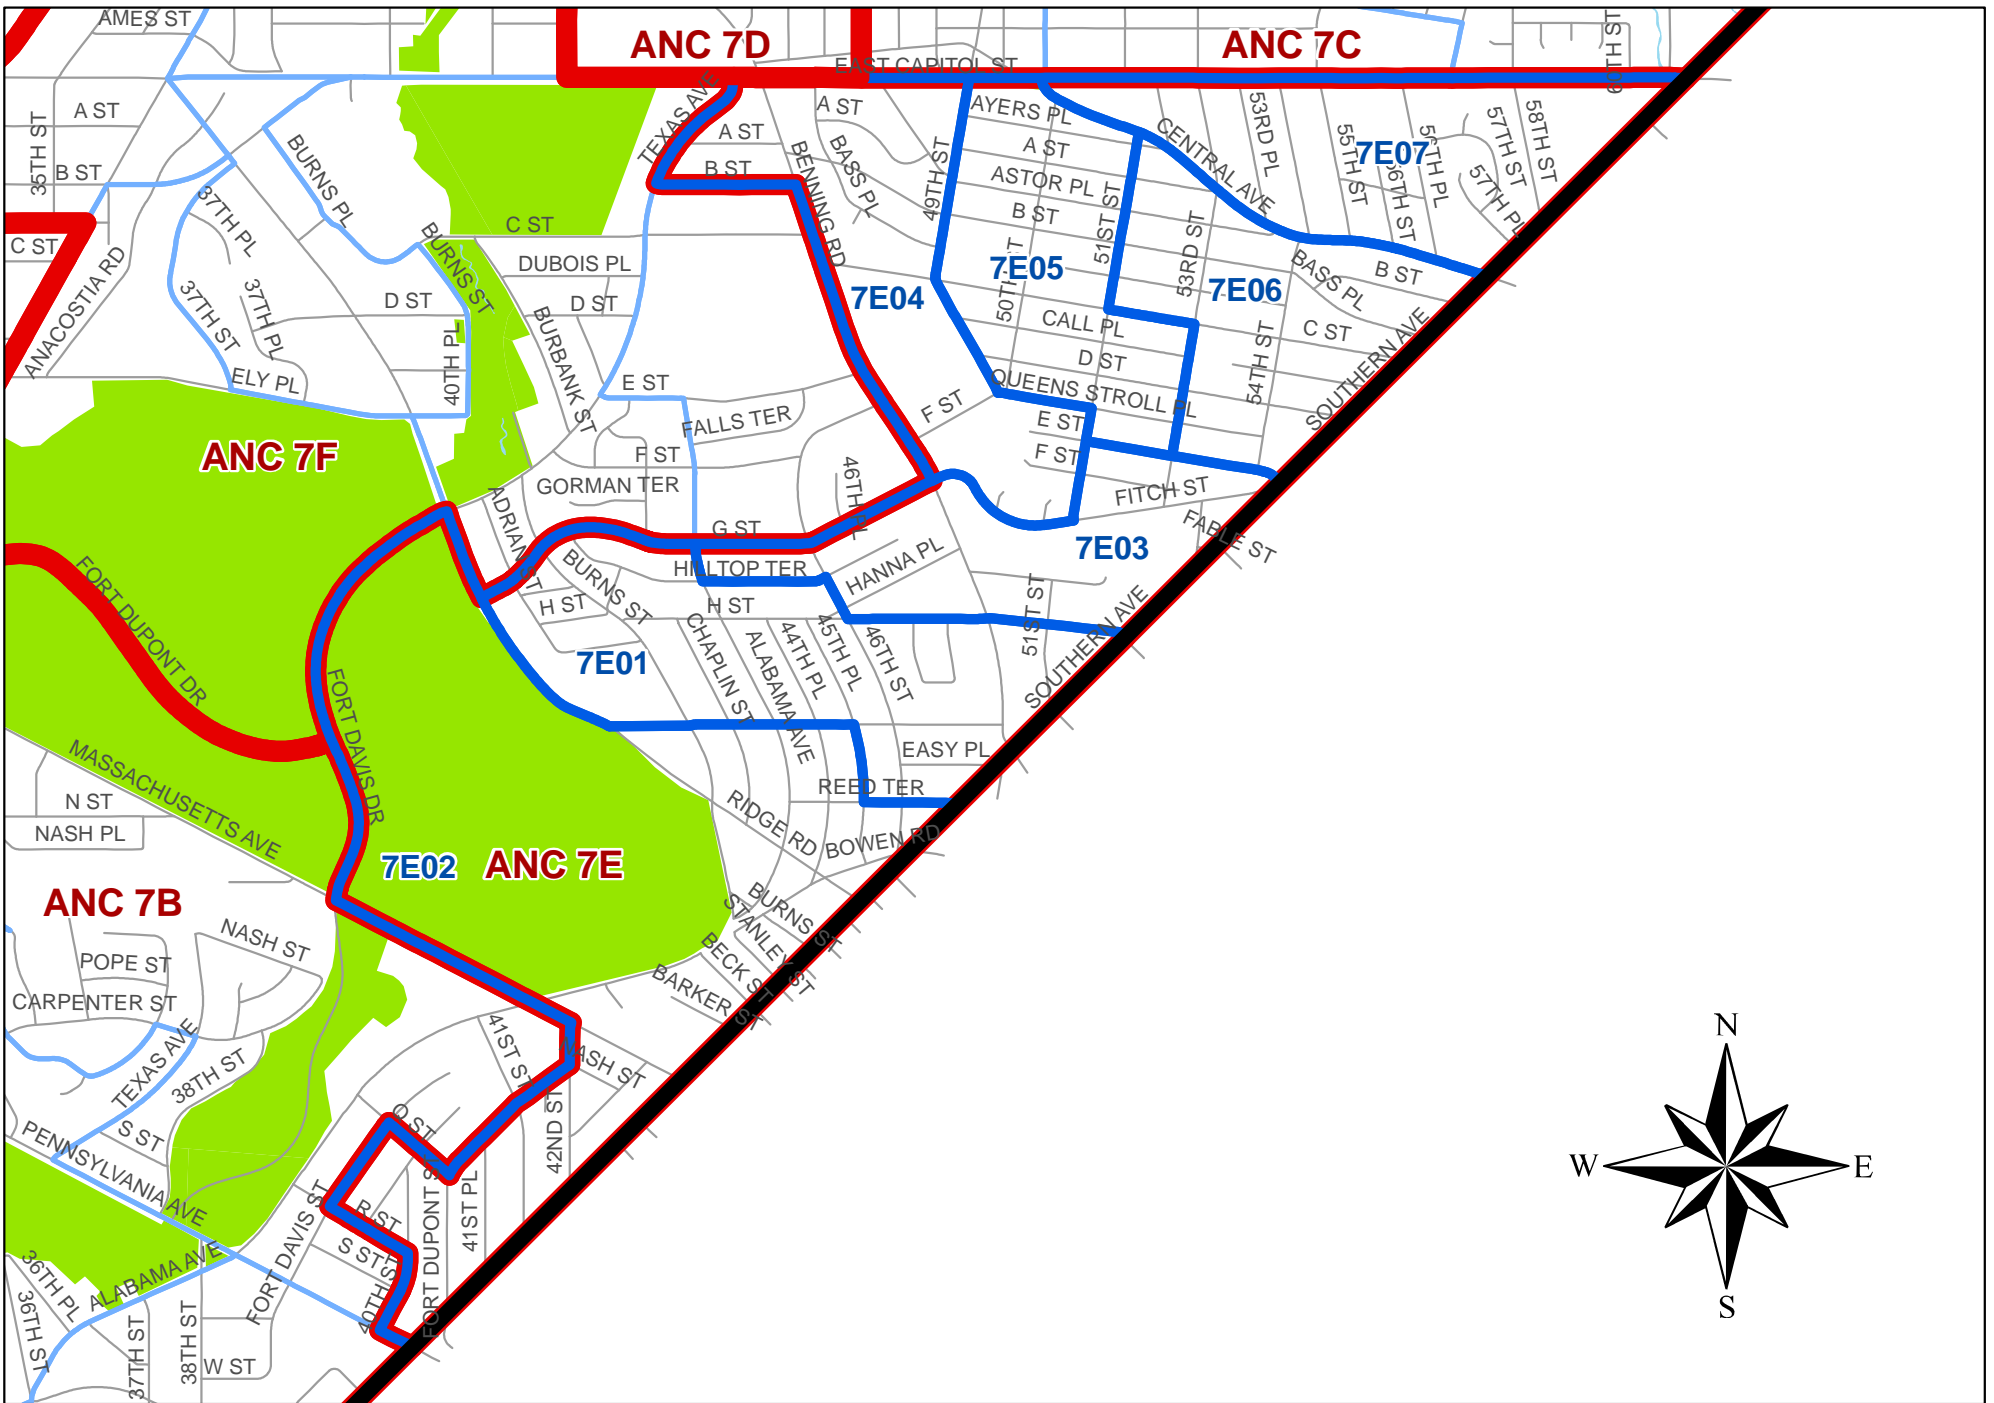 AMES ST
ANC 7D
ANC 7C
60TH ST
EAST CAPITOL ST
TEXAS AVE
A ST
35TH ST
A ST
A ST
AYERS PL
CENTRAL AVE
53RD PL
55TH ST
7E07
56TH PL
57TH ST
58TH ST
B ST
BURNS PL
B ST
BENNING RD
BASS PL
49TH ST
A ST
ASTOR PL
B ST
51ST ST
56TH ST
57TH PL
37TH PL
C ST
C ST
ANACOSTIA RD
BURNS ST
DUBOIS PL
7E05
50TH ST
53RD ST
7E06
BASS PL
B ST
37TH ST
37TH PL
D ST
D ST
7E04
CALL PL
C ST
BURBANK ST
D ST
54TH ST
SOUTHERN AVE
ELY PL
40TH PL
E ST
QUEENS STROLL PL
FALLS TER
F ST
E ST
ANC 7F
F ST
F ST
GORMAN TER
46TH PL
FITCH ST
ADRIAN ST
G ST
FABLE ST
7E03
FORT DUPONT DR
BURNS ST
HILLTOP TER
HANNA PL
H ST
H ST
51ST ST
SOUTHERN AVE
7E01
CHAPLIN ST
ALABAMA AVE
44TH PL
45TH PL
46TH ST
FORT DAVIS DR
MASSACHUSETTS AVE
EASY PL
REED TER
N ST
NASH PL
RIDGE RD
BOWEN RD
7E02
ANC 7E
ANC 7B
BURNS ST
STANLEY ST
NASH ST
BECK ST
POPE ST
BARKER ST
CARPENTER ST
TEXAS AVE
41ST ST
NASH ST
38TH ST
42ND ST
Q ST
S ST
PENNSYLVANIA AVE
FORT DUPONT ST
41ST PL
R ST
FORT DAVIS ST
S ST
ALABAMA AVE
36TH PL
36TH ST
40TH ST
37TH ST
38TH ST
W ST
N
W
E
S